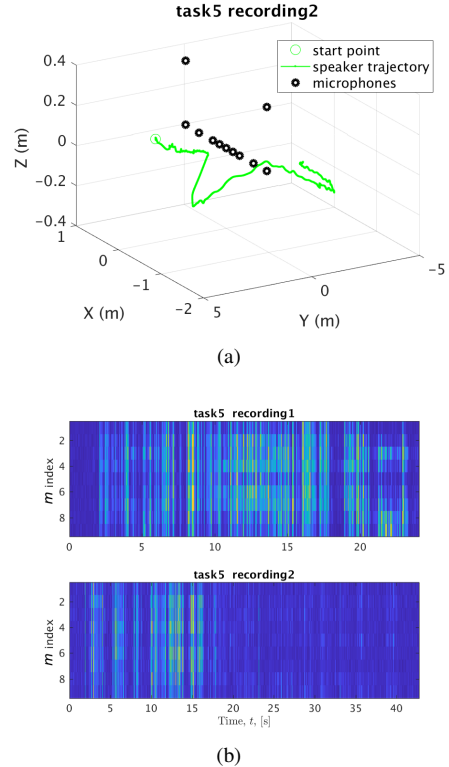 task5 recording2
start point
speaker trajectory
microphones
0.4
0.2
0
-0.2
-0.4
Z (m)
1
0
-1
-2
X (m)
5
0
-5
Y (m)
(a)
task5 recording1
2
4
6
8
m index
0 5 10 15 20
task5 recording2
2
4
6
8
m index
0 5 10 15 20 25 30 35 40
Time, t, [s]
(b)